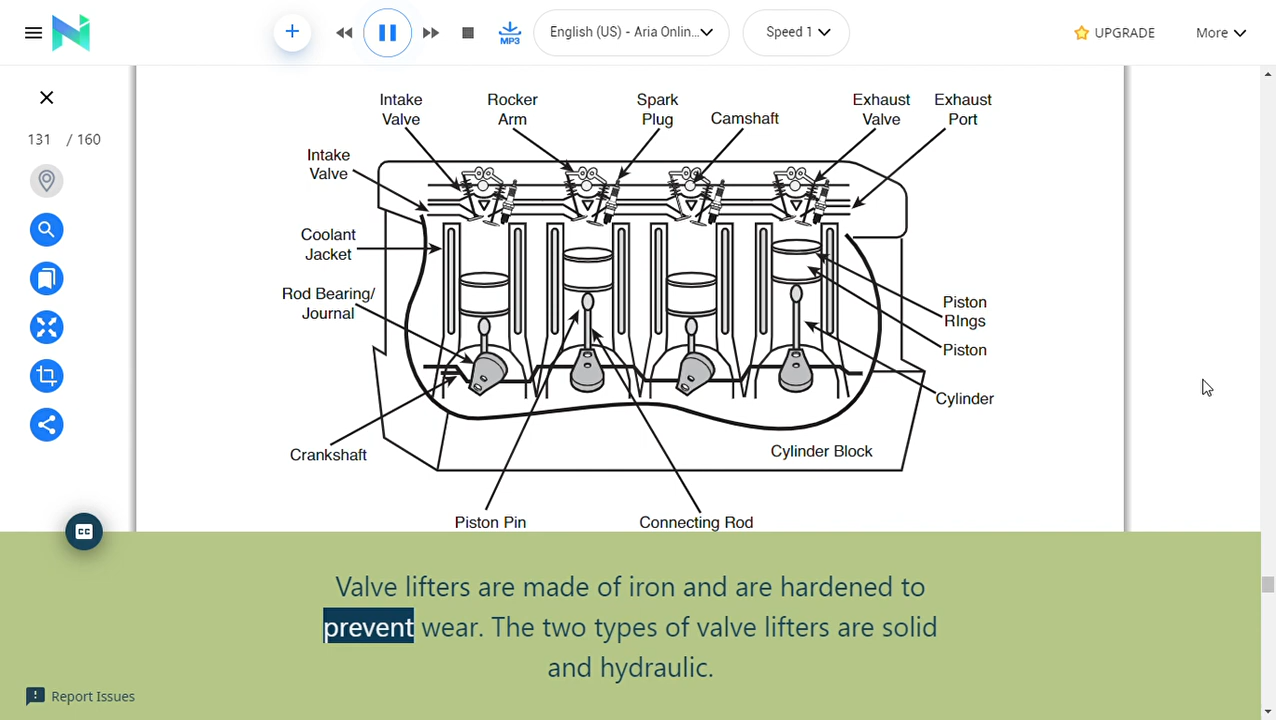 MP3
English (US) - Aria Onlin...
Speed 1
UPGRADE
More
131 / 160
Intake
Valve
Rocker
Arm
Spark
Plug
Camshaft
Exhaust
Valve
Exhaust
Port
Intake
Valve
Coolant
Jacket
Rod Bearing/
Journal
Piston
RIngs
Piston
Cylinder
Crankshaft
Cylinder Block
Piston Pin
Connecting Rod
CC
Valve lifters are made of iron and are hardened to
prevent wear. The two types of valve lifters are solid
and hydraulic.
Report Issues